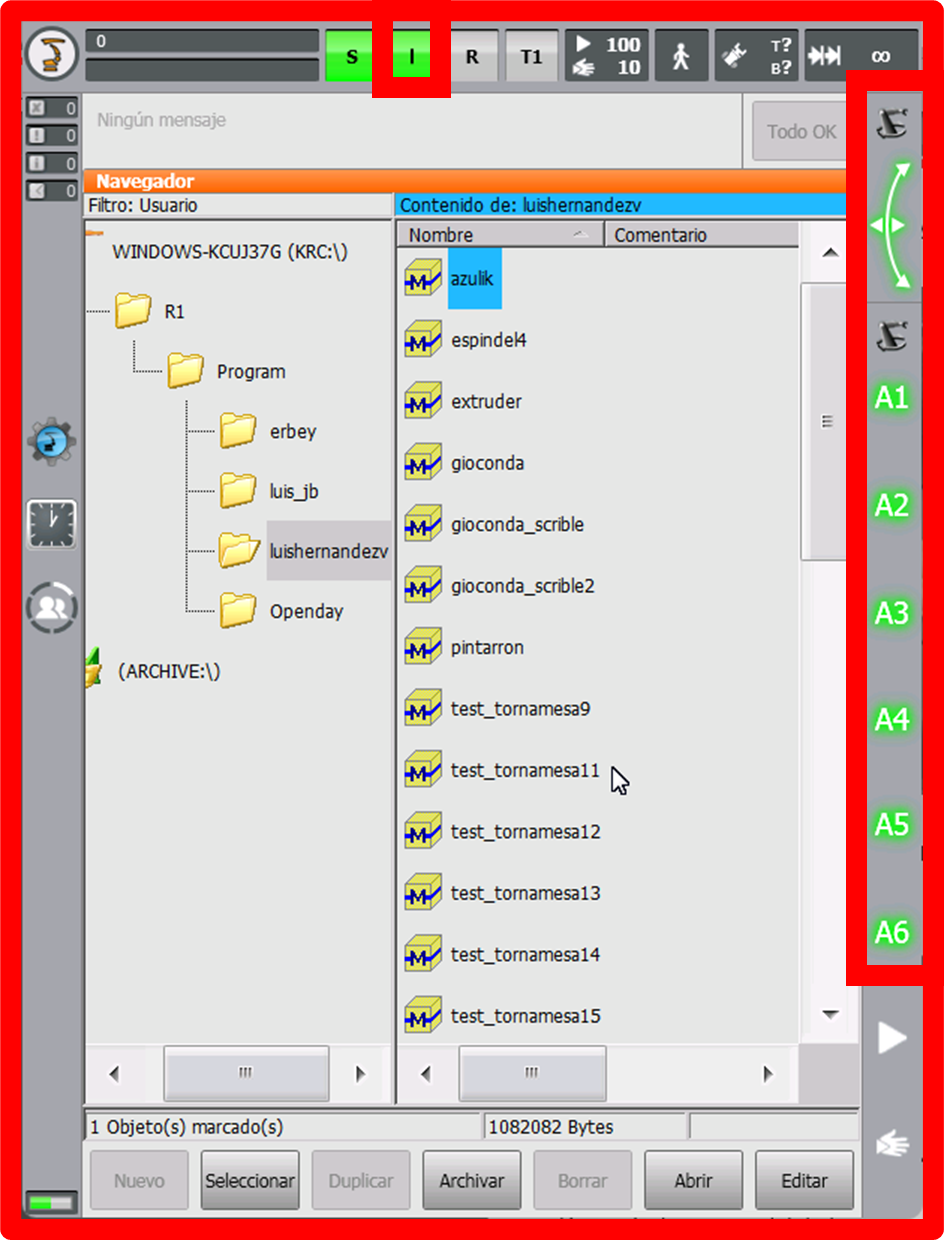 0
S I R T1 100 10 T? B? ∞
0
0
0
0
Ningún mensaje
Todo OK
Navegador
Filtro: Usuario
Contenido de: luishernandezv
Nombre
Comentario
WINDOWS-KCUJ37G (KRC:\)
R1
Program
erbey
luis_jb
luishernandezv
Openday
(ARCHIVE:\)
azulik
espindel4
extruder
gioconda
gioconda_scrible
gioconda_scrible2
pintarron
test_tornamesa9
test_tornamesa11
test_tornamesa12
test_tornamesa13
test_tornamesa14
test_tornamesa15
A1
A2
A3
A4
A5
A6
1 Objeto(s) marcado(s)
1082082 Bytes
Nuevo
Seleccionar
Duplicar
Archivar
Borrar
Abrir
Editar